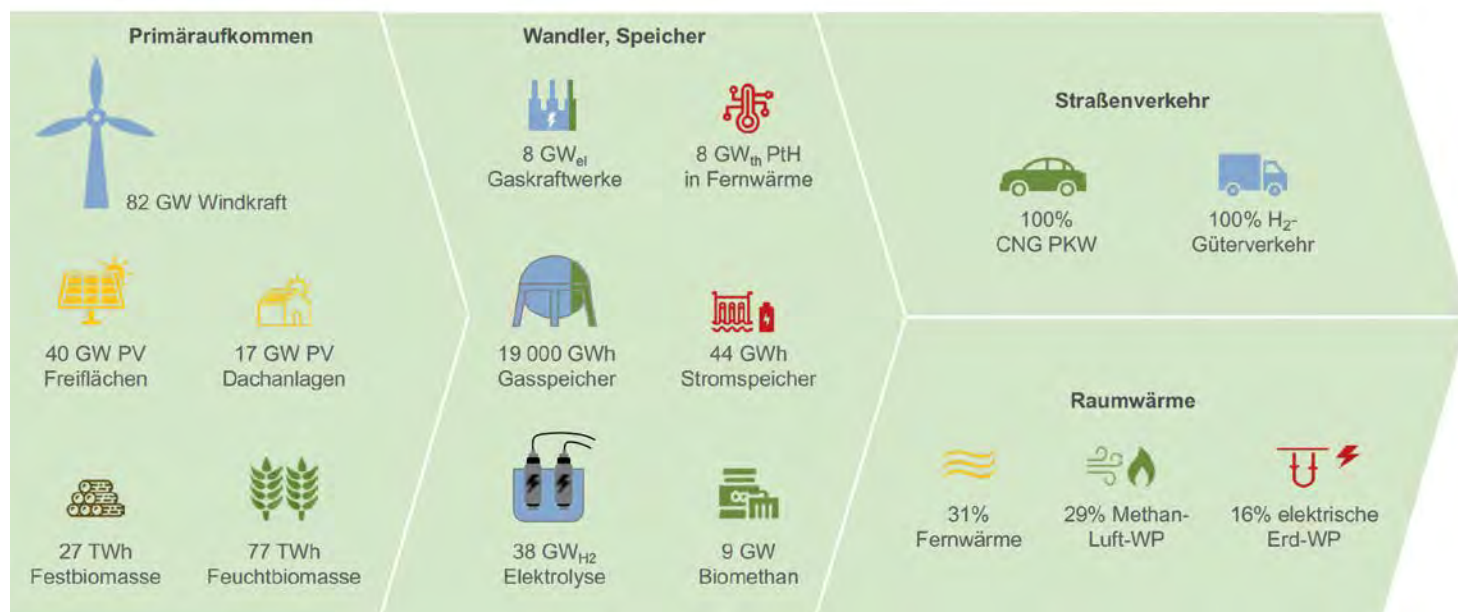 Primäraufkommen
82 GW Windkraft
40 GW PV
Freiflächen
17 GW PV
Dachanlagen
27 TWh
Festbiomasse
77 TWh
Feuchtbiomasse
Wandler, Speicher
8 GWel
Gaskraftwerke
8 GWth PtH
in Fernwärme
19 000 GWh
Gasspeicher
44 GWh
Stromspeicher
38 GWH2
Elektrolyse
9 GW
Biomethan
Straßenverkehr
100%
CNG PKW
100% H2-
Güterverkehr
Raumwärme
31%
Fernwärme
29% Methan-
Luft-WP
16% elektrische
Erd-WP